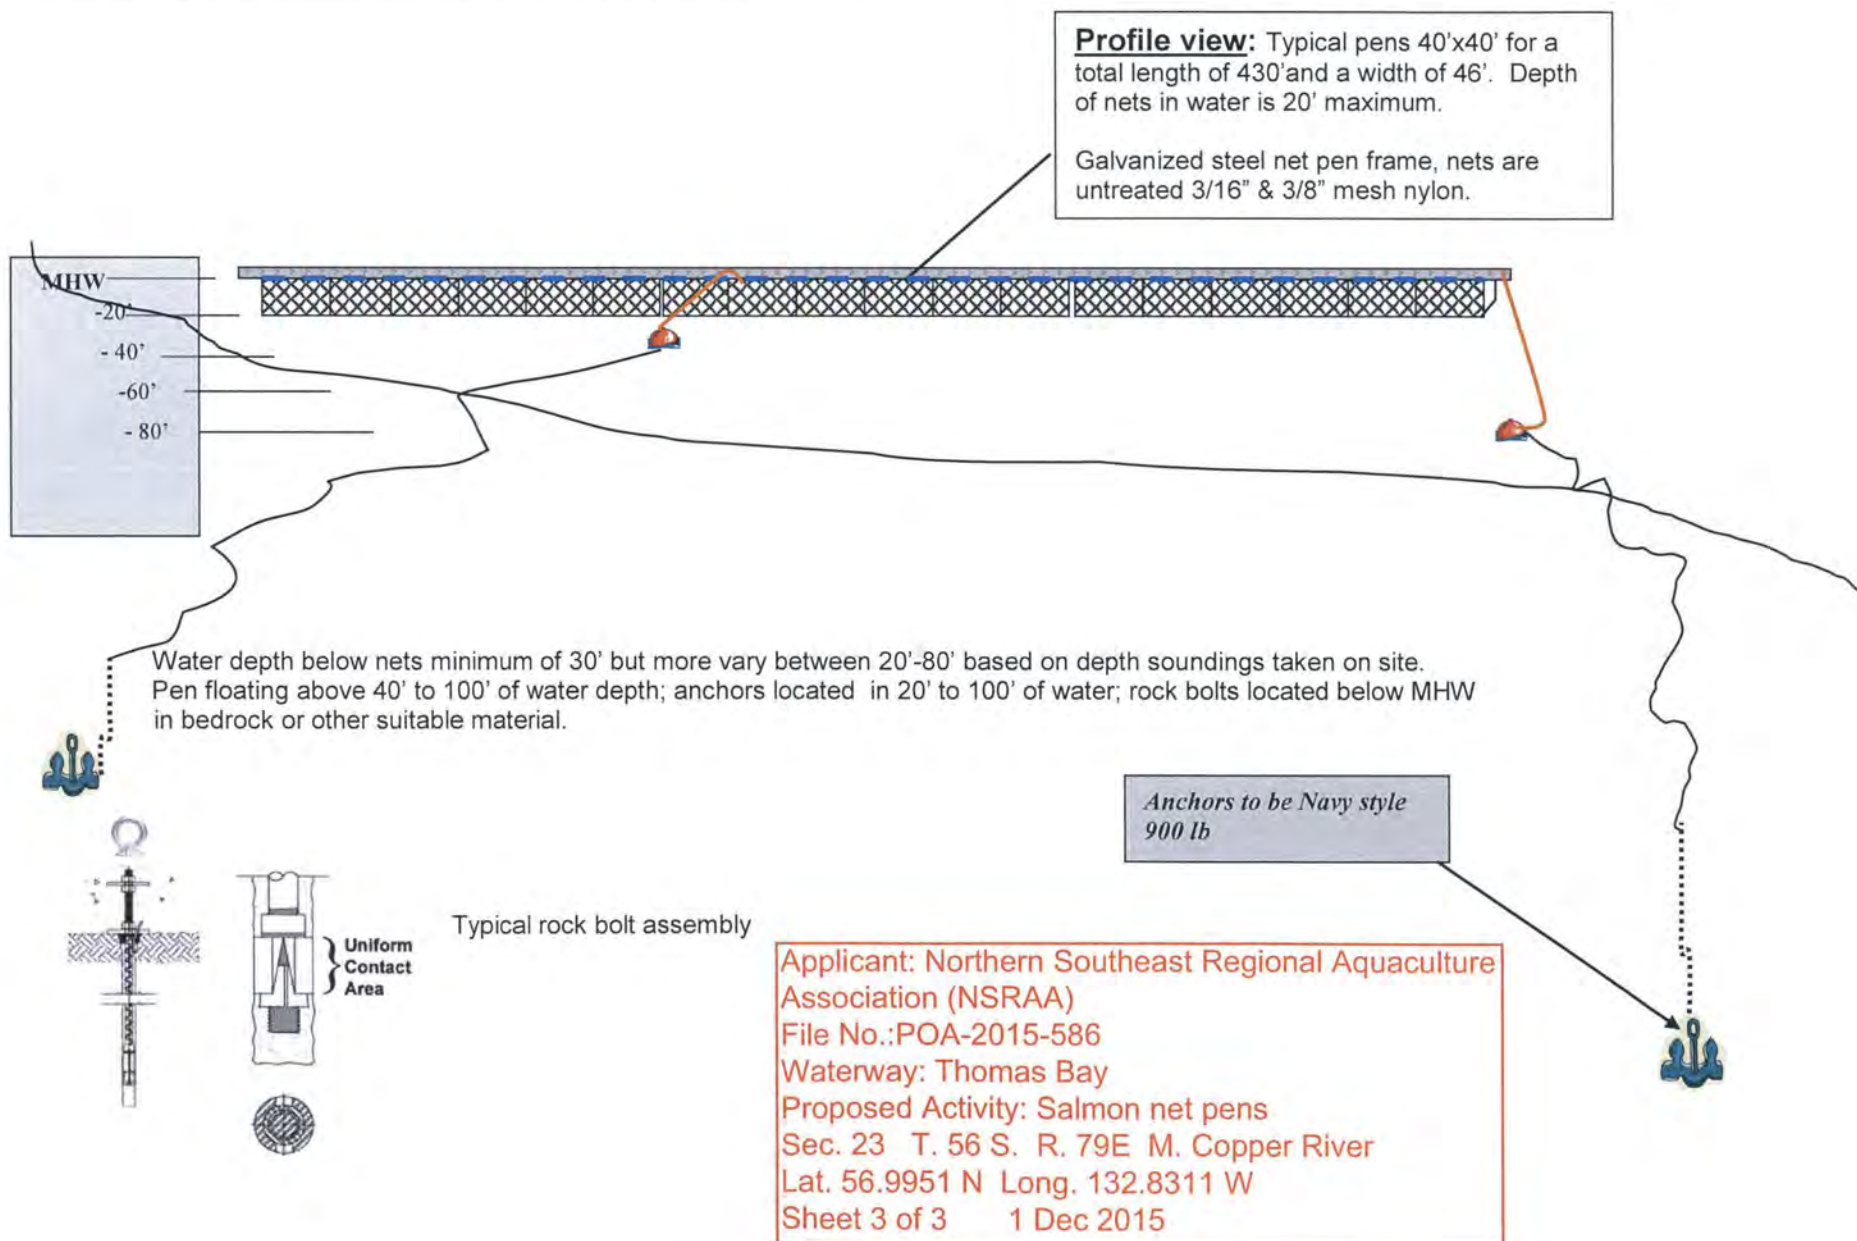 Profile view: Typical pens 40'x40' for a
total length of 430'and a width of 46'. Depth
of nets in water is 20' maximum.
Galvanized steel net pen frame, nets are
untreated 3/16" & 3/8" mesh nylon.
MHW
-20'
- 40'
-60'
- 80'
Water depth below nets minimum of 30' but more vary between 20'-80' based on depth soundings taken on site.
Pen floating above 40' to 100' of water depth; anchors located in 20' to 100' of water; rock bolts located below MHW
in bedrock or other suitable material.
Anchors to be Navy style
900 lb
Typical rock bolt assembly
Uniform
Contact
Area
Applicant: Northern Southeast Regional Aquaculture
Association (NSRAA)
File No.:POA-2015-586
Waterway: Thomas Bay
Proposed Activity: Salmon net pens
Sec. 23 T. 56 S. R. 79E M. Copper River
Lat. 56.9951 N Long. 132.8311 W
Sheet 3 of 3 1 Dec 2015